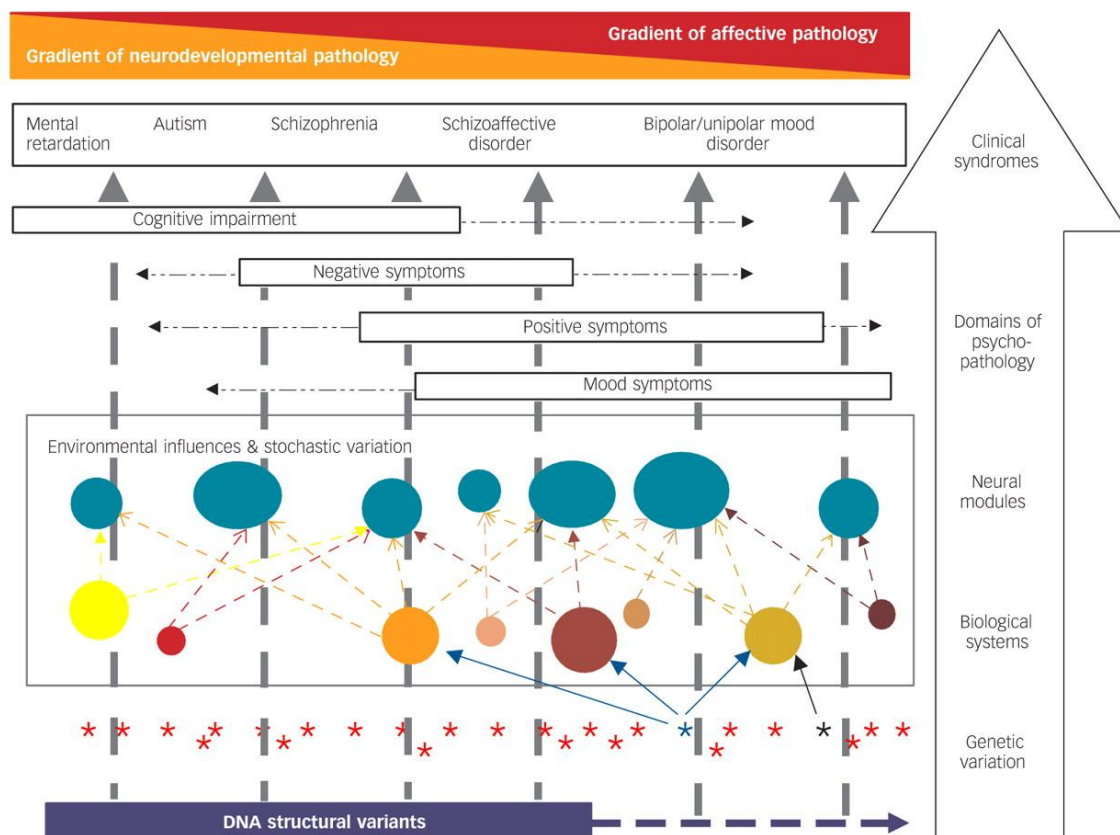 Gradient of affective pathology
Gradient of neurodevelopmental pathology
Mental
retardation
Autism
Schizophrenia
Schizoaffective
disorder
Bipolar/unipolar mood
disorder
Clinical
syndromes
Cognitive impairment
Negative symptoms
Positive symptoms
Mood symptoms
Domains of
psycho-
pathology
Environmental influences & stochastic variation
Neural
modules
Biological
systems
Genetic
variation
DNA structural variants